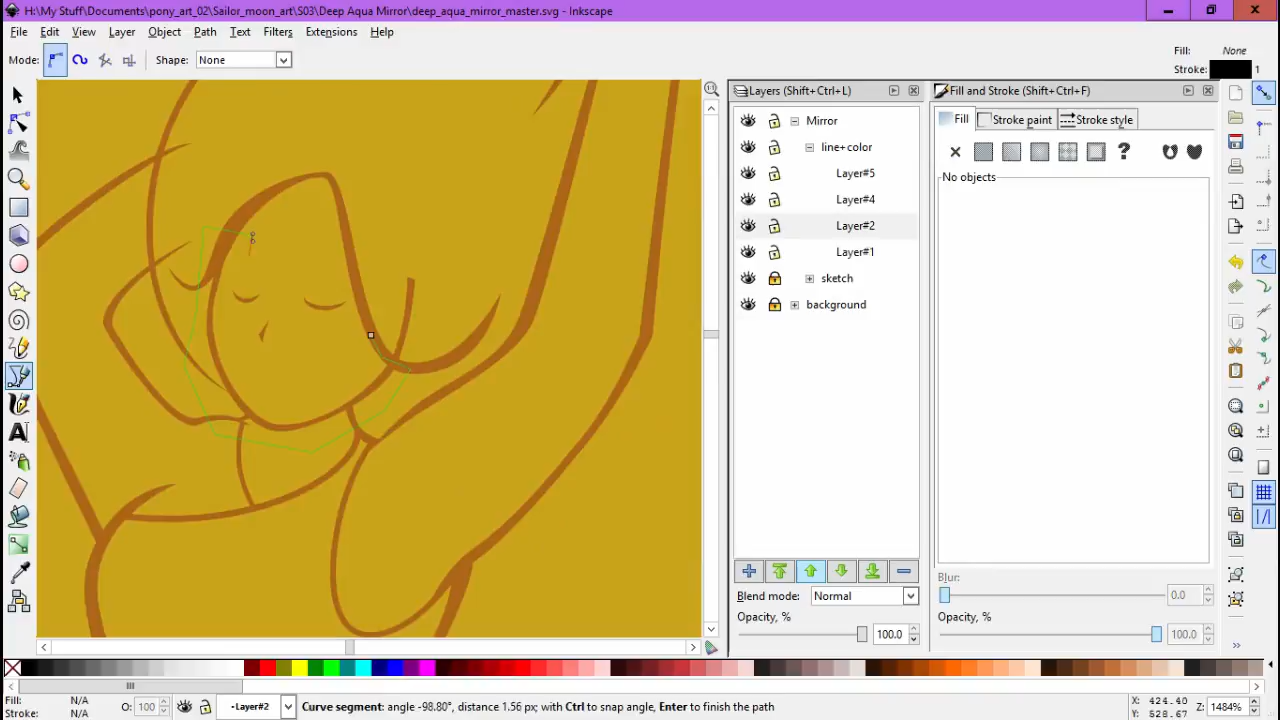 H:\My Stuff\Documents\pony_art_02\Sailor_moon_art\S03\Deep Aqua Mirror\deep_aqua_mirror_master.svg - Inkscape
File Edit View Layer Object Path Text Filters Extensions Help
Mode: Shape: None
Fill: None
Stroke: 1
Layers (Shift+Ctrl+L)
Fill and Stroke (Shift+Ctrl+F)
Mirror
line+color
Layer#5
Layer#4
Layer#2
Layer#1
sketch
background
Fill Stroke paint Stroke style
No objects
Blend mode: Normal
Opacity, %
100.0
Blur:
0.0
Opacity, %
100.0
Fill: N/A
Stroke: N/A
O: 100
-Layer#2
Curve segment: angle -98.80°, distance 1.56 px; with Ctrl to snap angle, Enter to finish the path
X: 424.40
Y: 528.67
Z: 1484%